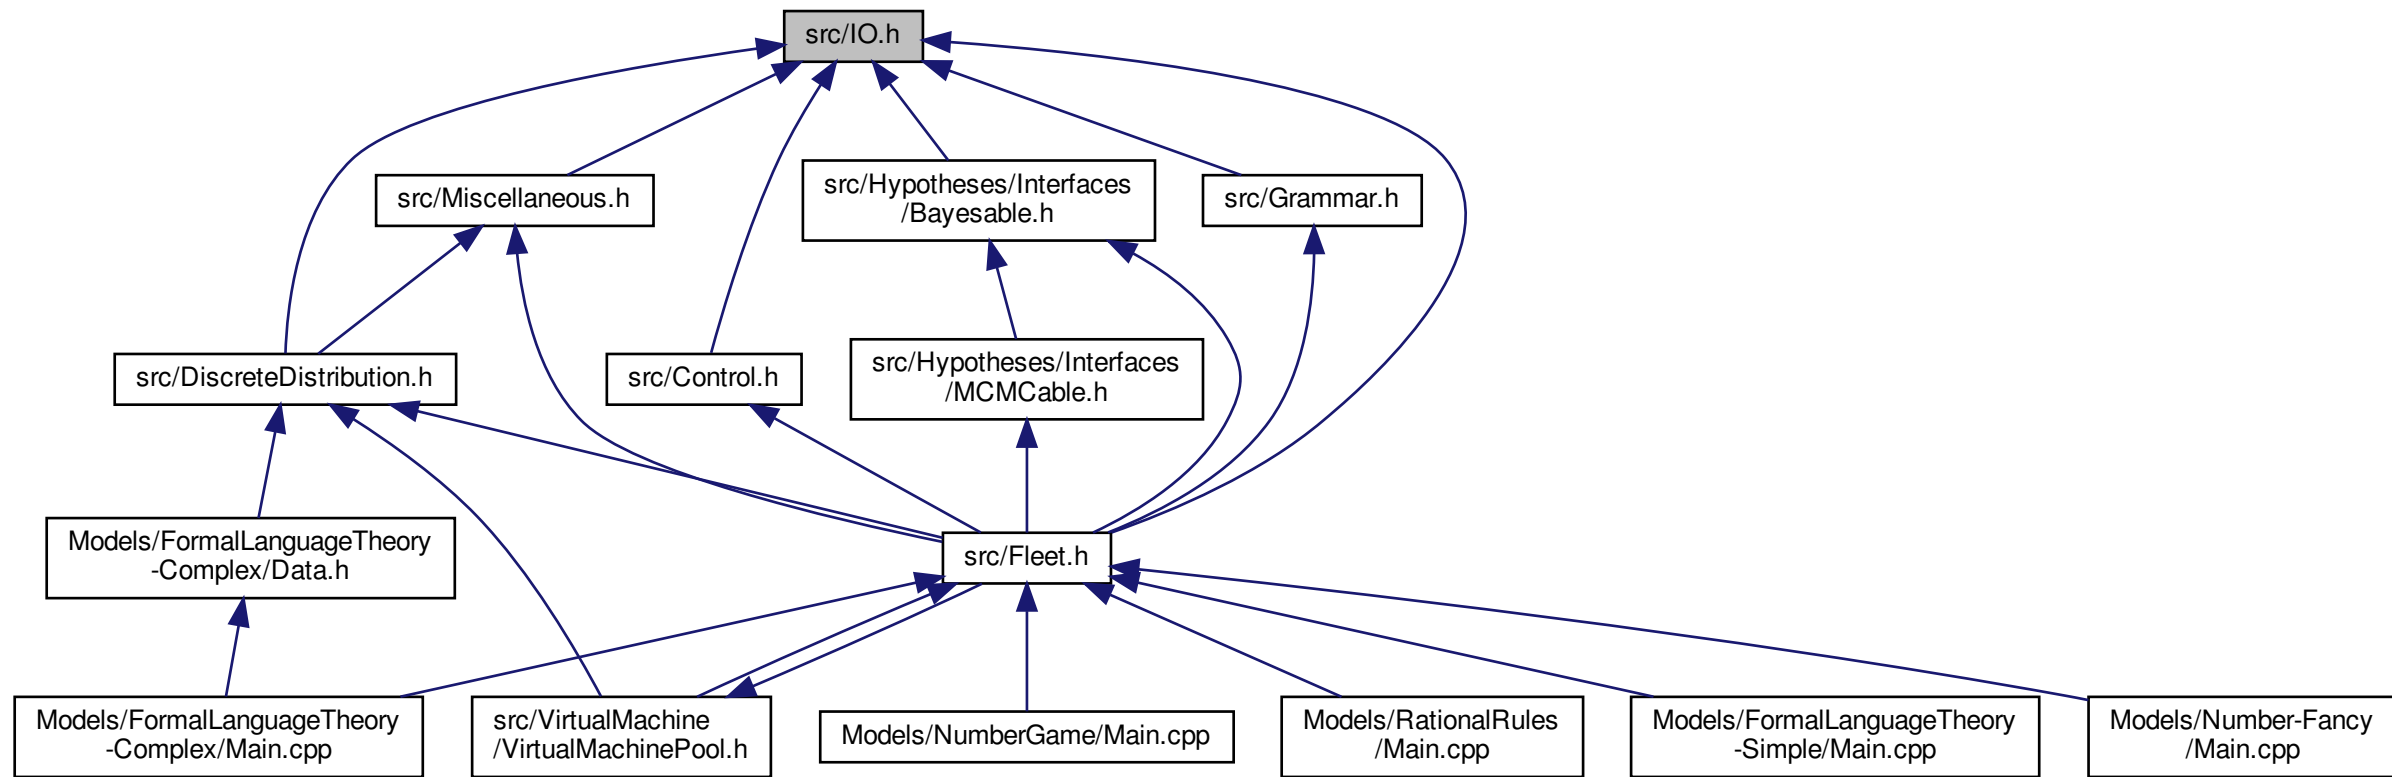 src/IO.h
src/Miscellaneous.h
src/Hypotheses/Interfaces
/Bayesable.h
src/Grammar.h
src/DiscreteDistribution.h
src/Control.h
src/Hypotheses/Interfaces
/MCMCable.h
Models/FormalLanguageTheory
-Complex/Data.h
src/Fleet.h
Models/FormalLanguageTheory
-Complex/Main.cpp
src/VirtualMachine
/VirtualMachinePool.h
Models/NumberGame/Main.cpp
Models/RationalRules
/Main.cpp
Models/FormalLanguageTheory
-Simple/Main.cpp
Models/Number-Fancy
/Main.cpp